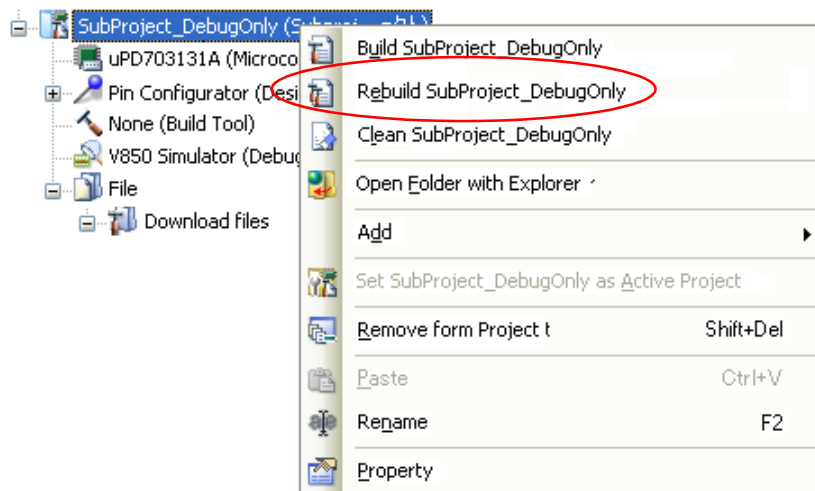 SubProject_DebugOnly
uPD703131A (Microco
Pin Configurator (Desi
None (Build Tool)
V850 Simulator (Debug
File
Download files
Build SubProject_DebugOnly
Rebuild SubProject_DebugOnly
Clean SubProject_DebugOnly
Open Folder with Explorer
Add
Set SubProject_DebugOnly as Active Project
Remove form Project t Shift+Del
Paste Ctrl+V
Rename F2
Property